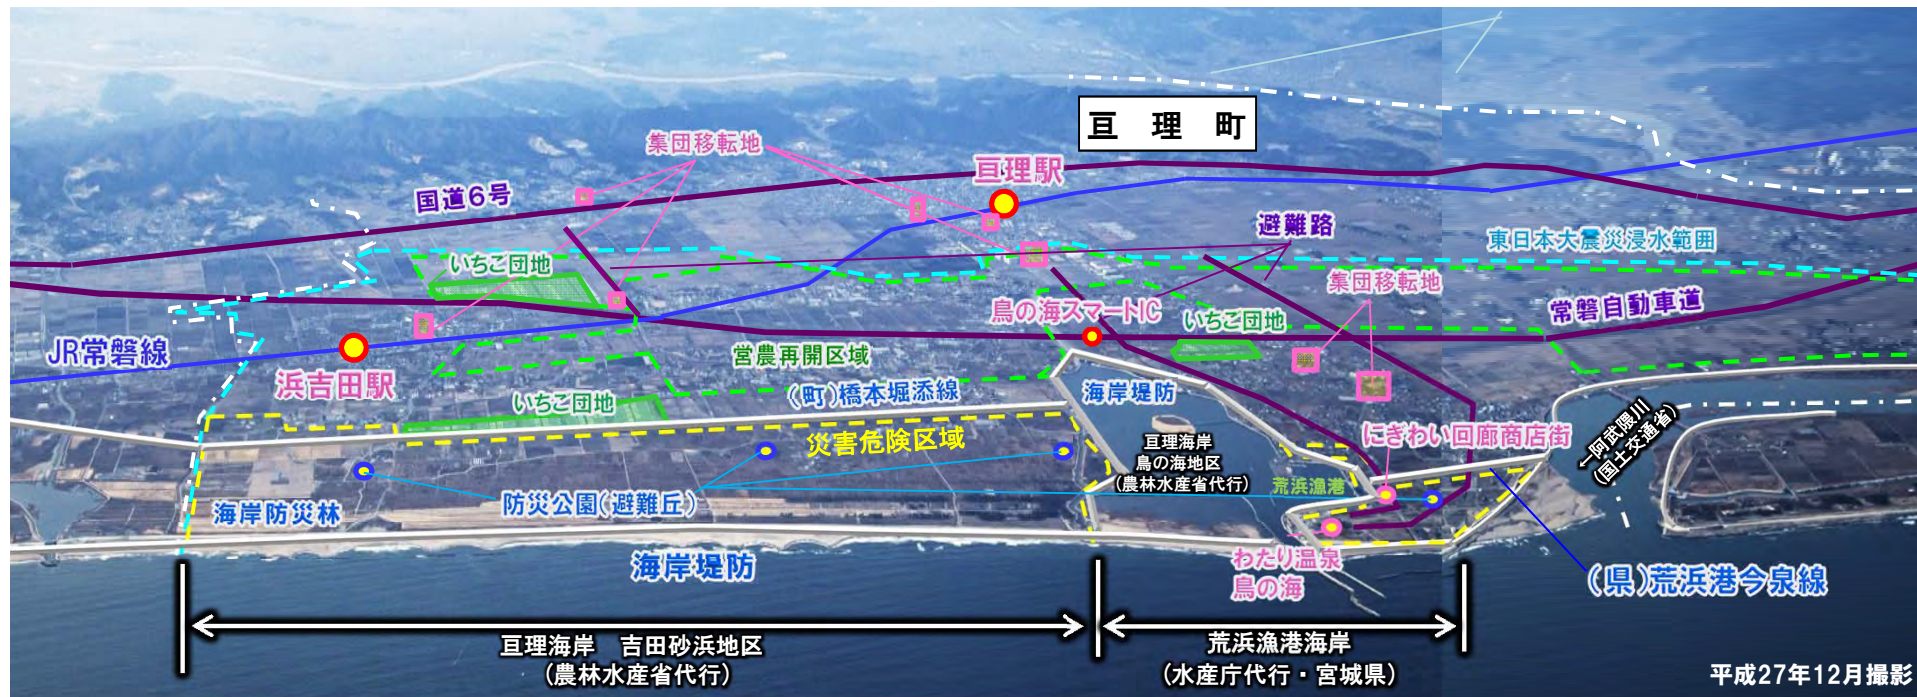 亘理町
集団移転地
亘理駅
国道6号
避難路
東日本大震災浸水範囲
いちご団地
集団移転地
鳥の海スマートIC
いちご団地
常磐自動車道
JR常磐線
浜吉田駅
営農再開区域
(町)橋本堀添線
海岸堤防
いちご団地
災害危険区域
亘理海岸
鳥の海地区
(農林水産省代行)
にぎわい回廊商店街
←阿武隈川
(国土交通省)
荒浜漁港
海岸防災林
防災公園(避難丘)
海岸堤防
わたり温泉
鳥の海
(県)荒浜港今泉線
亘理海岸 吉田砂浜地区
(農林水産省代行)
荒浜漁港海岸
(水産庁代行・宮城県)
平成27年12月撮影